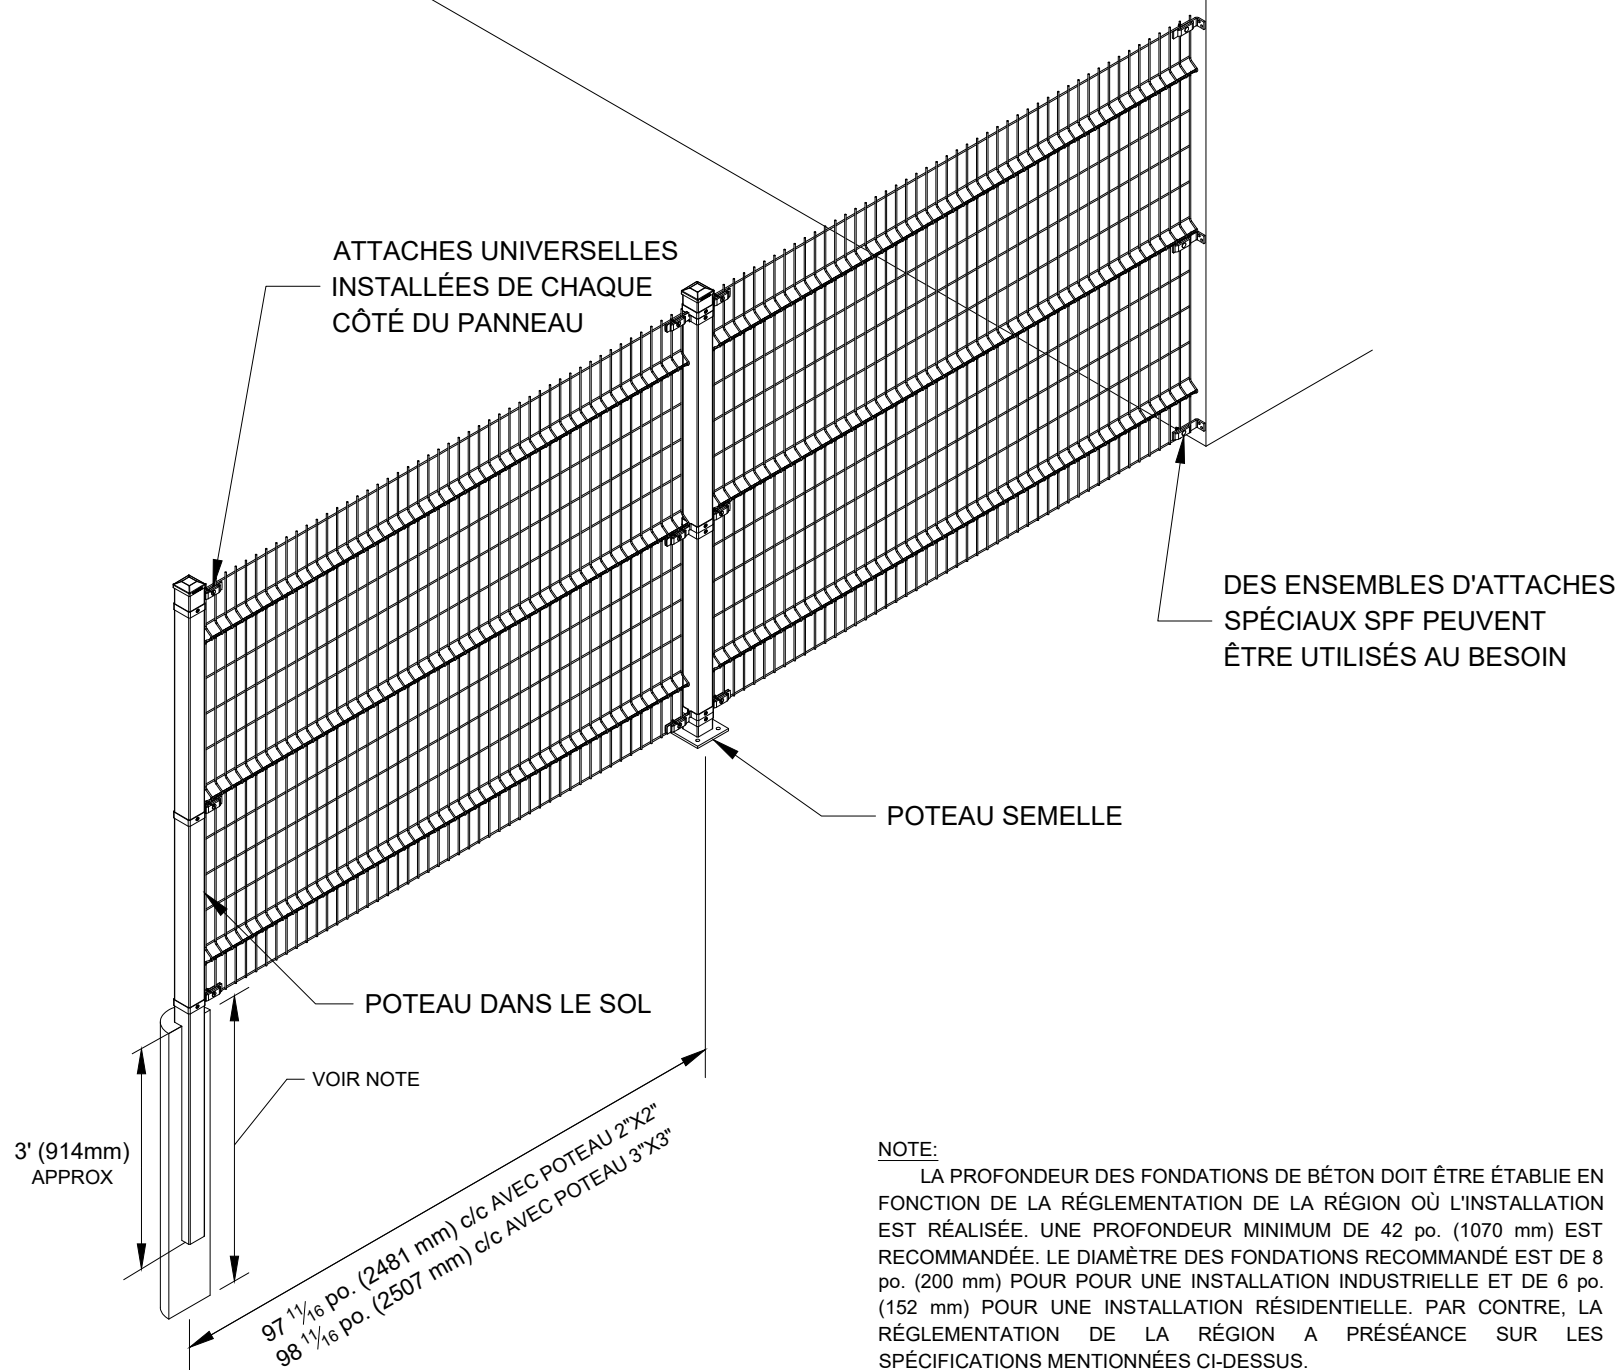 ATTACHES UNIVERSELLES
INSTALLÉES DE CHAQUE
CÔTÉ DU PANNEAU
DES ENSEMBLES D'ATTACHES
SPÉCIAUX SPF PEUVENT
ÊTRE UTILISÉS AU BESOIN
POTEAU SEMELLE
POTEAU DANS LE SOL
VOIR NOTE
3' (914mm)
APPROX
97 11/16 po. (2481 mm) c/c AVEC POTEAU 2"X2"
98 11/16 po. (2507 mm) c/c AVEC POTEAU 3"X3"
NOTE:
LA PROFONDEUR DES FONDATIONS DE BÉTON DOIT ÊTRE ÉTABLIE EN
FONCTION DE LA RÉGLEMENTATION DE LA RÉGION OÙ L'INSTALLATION
EST RÉALISÉE. UNE PROFONDEUR MINIMUM DE 42 po. (1070 mm) EST
RECOMMANDÉE. LE DIAMÈTRE DES FONDATIONS RECOMMANDÉ EST DE 8
po. (200 mm) POUR POUR UNE INSTALLATION INDUSTRIELLE ET DE 6 po.
(152 mm) POUR UNE INSTALLATION RÉSIDENTIELLE. PAR CONTRE, LA
RÉGLEMENTATION DE LA RÉGION A PRÉSÉANCE SUR LES
SPÉCIFICATIONS MENTIONNÉES CI-DESSUS.